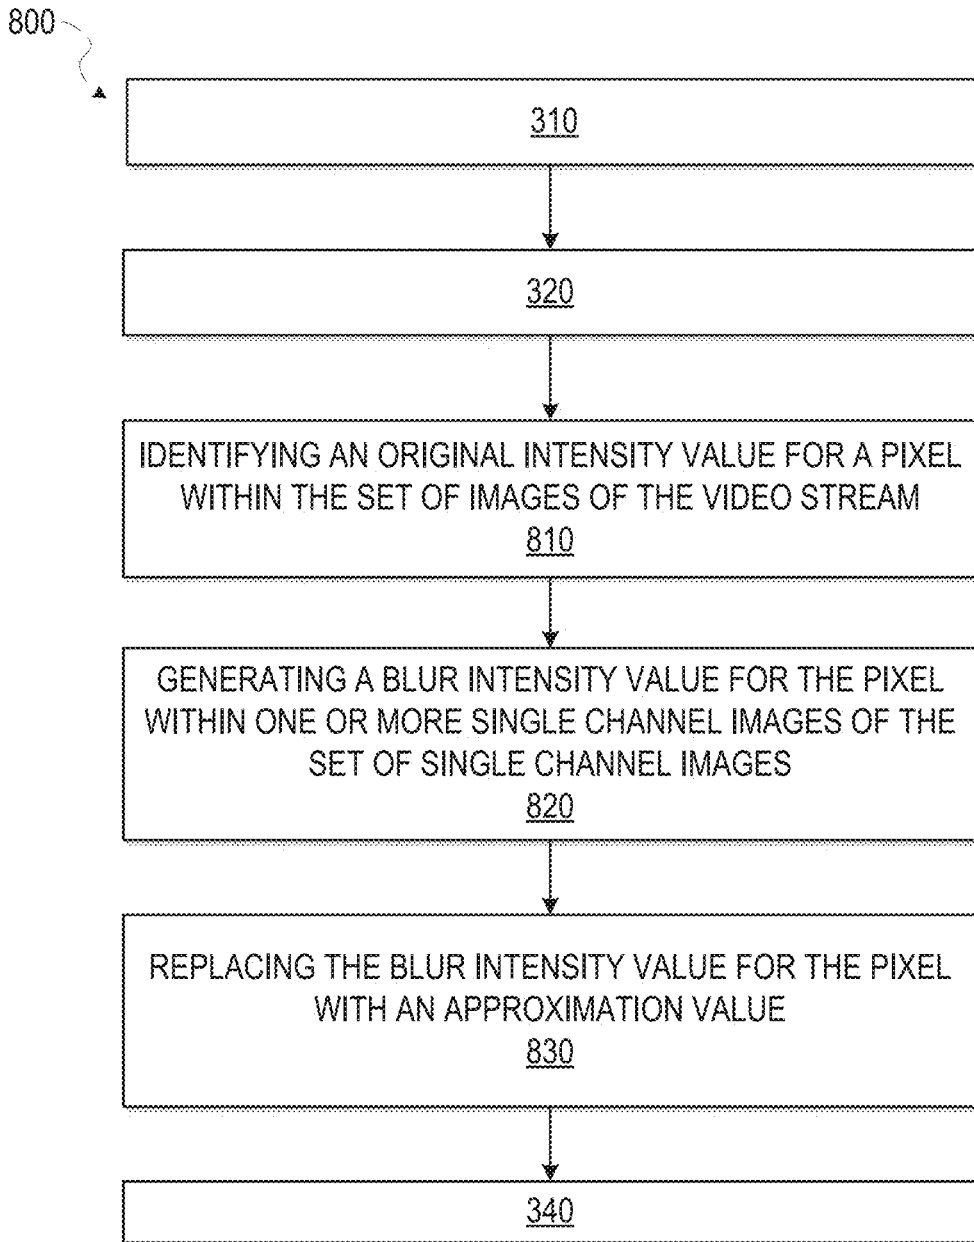 800
310
320
IDENTIFYING AN ORIGINAL INTENSITY VALUE FOR A PIXEL
WITHIN THE SET OF IMAGES OF THE VIDEO STREAM
810
GENERATING A BLUR INTENSITY VALUE FOR THE PIXEL
WITHIN ONE OR MORE SINGLE CHANNEL IMAGES OF THE
SET OF SINGLE CHANNEL IMAGES
820
REPLACING THE BLUR INTENSITY VALUE FOR THE PIXEL
WITH AN APPROXIMATION VALUE
830
340